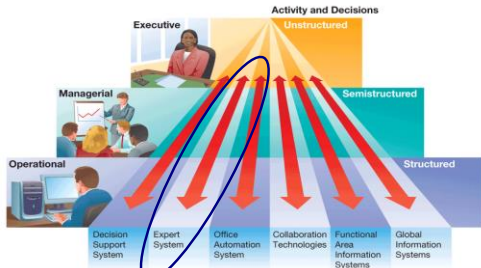 Activity and Decisions
Executive
Unstructured
Managerial
Semistructured
Operational
Structured
Decision
Support
System
Expert
System
Office
Automation
System
Collaboration
Technologies
Functional
Area
Information
Systems
Global
Information
Systems